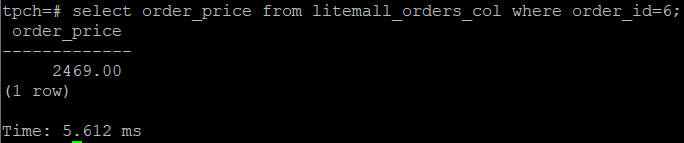 tpch=# select order_price from litemall_orders_col where order_id=6;
 order_price
-------------
     2469.00
(1 row)

Time: 5.612 ms